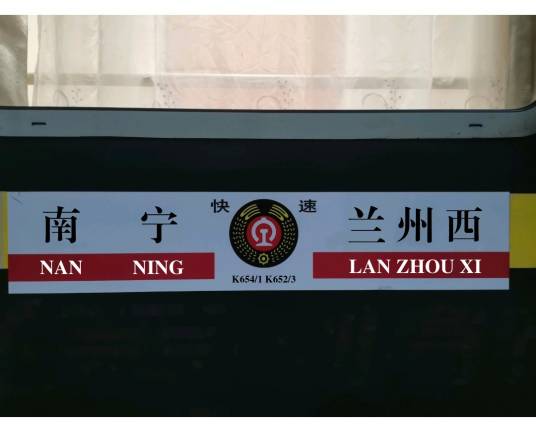 南 宁 快 速 兰州西
NAN NING LAN ZHOU XI
K654/1 K652/3